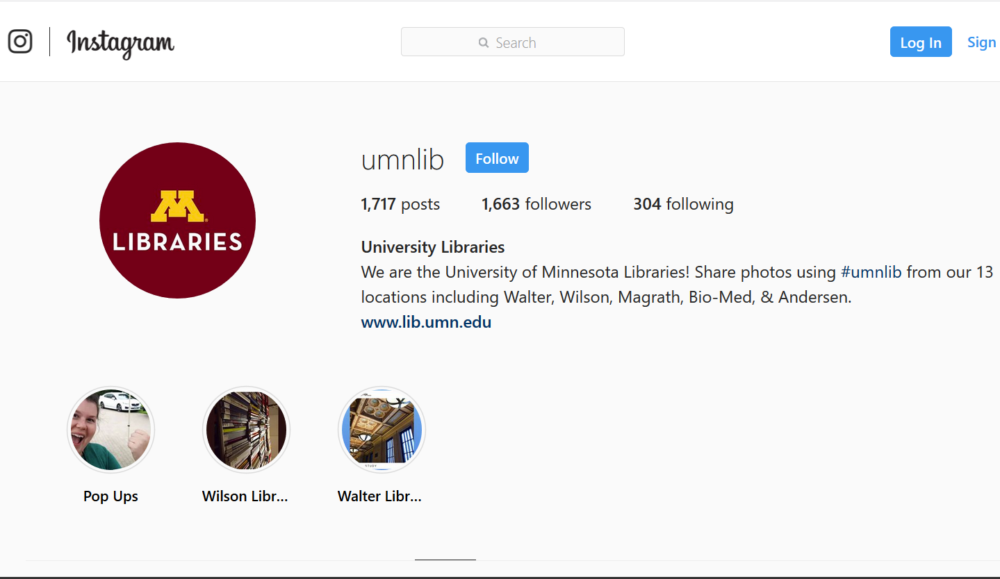 Instagram
Search
Log In
Sign
M
LIBRARIES
umnlib
Follow
1,717 posts 1,663 followers 304 following
University Libraries
We are the University of Minnesota Libraries! Share photos using #umnlib from our 13
locations including Walter, Wilson, Magrath, Bio-Med, & Andersen.
www.lib.umn.edu
STUDY
Pop Ups
Wilson Libr...
Walter Libr...